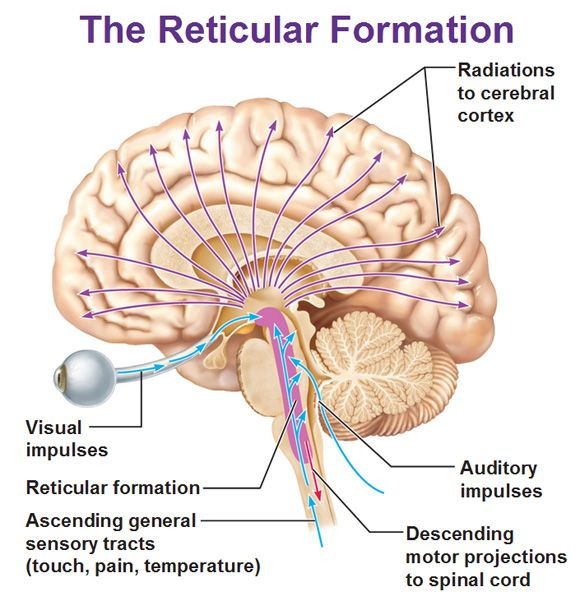 The Reticular Formation
Radiations
to cerebral
cortex
Visual
impulses
Reticular formation
Ascending general
sensory tracts
(touch, pain, temperature)
Auditory
impulses
Descending
motor projections
to spinal cord